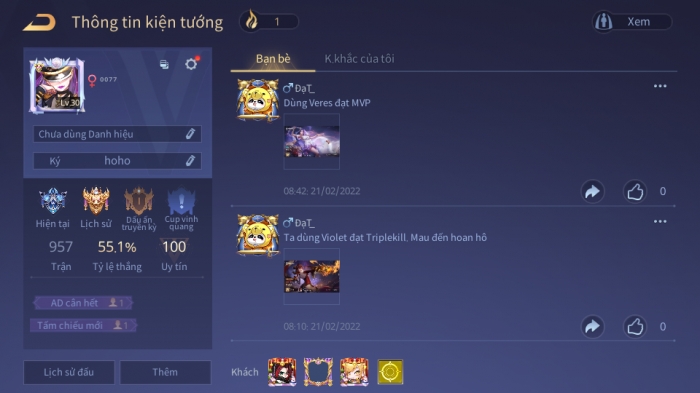 Thông tin kiện tướng
1
Xem
Bạn bè
K.khắc của tôi
0077
Lv.30
Chưa dùng Danh hiệu
Ký hoho
Hiện tại
Lịch sử
Dấu ấn truyền kỳ
Cup vinh quang
957
55.1%
100
Trận
Tỷ lệ thắng
Uy tín
AD cân hết 1
Tấm chiếu mới 1
Lịch sử đấu
Thêm
ĐạT_
Dùng Veres đạt MVP
08:42: 21/02/2022
0
ĐạT_
Ta dùng Violet đạt Triplekill. Mau đến hoan hô
08:10: 21/02/2022
0
Khách